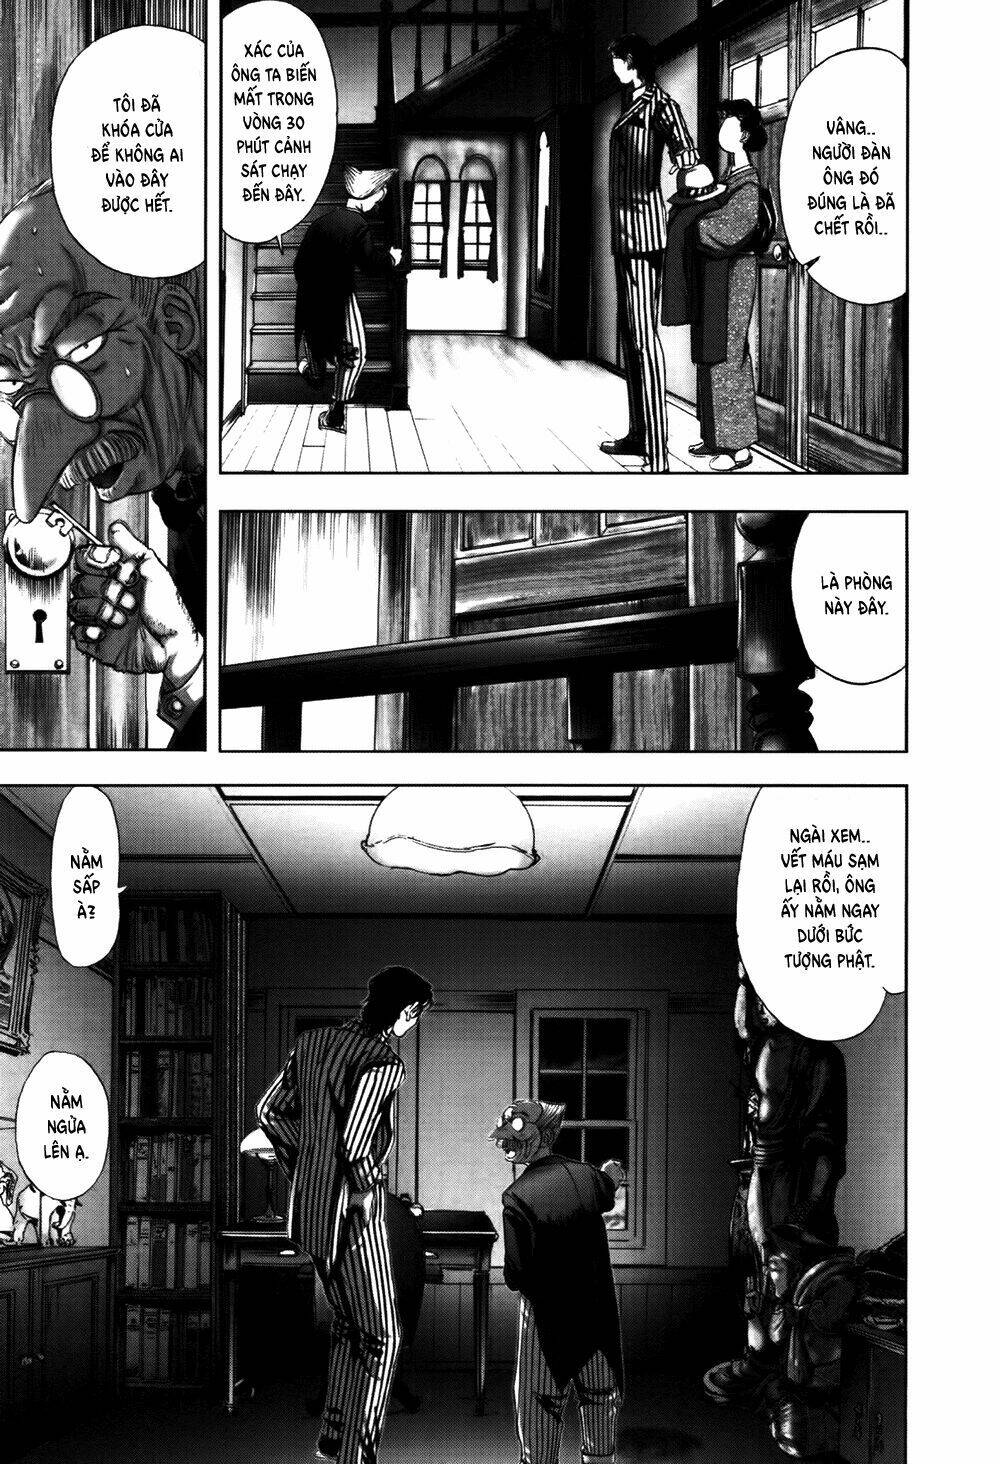 VÂNG..
NGƯỜI ĐÀN
ÔNG ĐÓ
ĐÚNG LÀ ĐÃ
CHẾT RỒI..
XÁC CỦA
ÔNG TA BIẾN
MẤT TRONG
VÒNG 30
PHÚT CẢNH
SÁT CHẠY
ĐẾN ĐÂY.
LÀ PHÒNG
NÀY ĐÂY.
TÔI ĐÃ
KHÓA CỬA
ĐỂ KHÔNG AI
VÀO ĐÂY
ĐƯỢC HẾT.
NGÀI XEM..
VẾT MÁU SẠM
LẠI RỒI, ÔNG
ẤY NẰM NGAY
DƯỚI BỨC
TƯỢNG PHẬT.
NẰM
SẤP
À?
NẰM
NGỬA
LÊN Ạ.